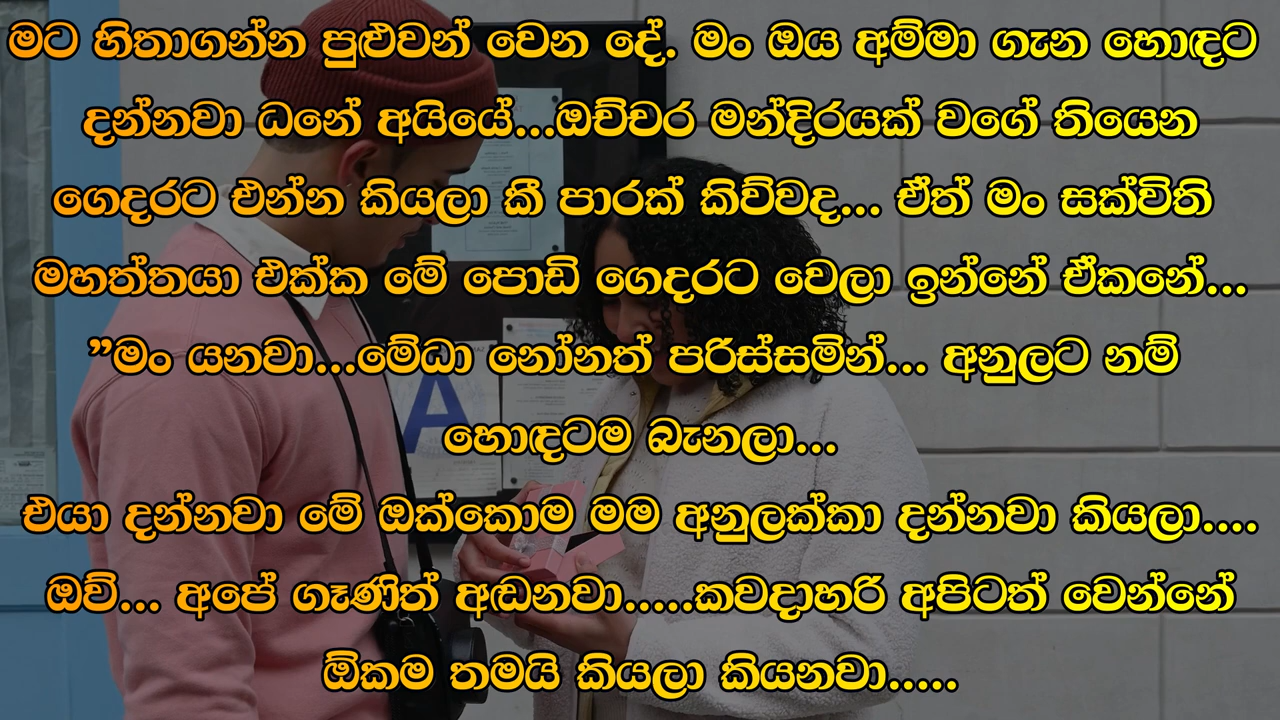 මට හිතාගන්න පුළුවන් වෙන දේ. මං ඔය අම්මා ගැන හොඳට
දන්නවා ධනේ අයියේ...ඔච්චර මන්දිරයක් වගේ තියෙන
ගෙදරට එන්න කියලා කී පාරක් කිව්වද... ඒත් මං සක්විති
මහත්තයා එක්ක මේ පොඩි ගෙදරට වෙලා ඉන්නේ ඒකනේ...
”මං යනවා...මේධා නෝනත් පරිස්සමින්... අනුලට නම්
හොඳටම බැනලා...
එයා දන්නවා මේ ඔක්කොම මම අනුලක්කා දන්නවා කියලා....
ඔව්... අපේ ගෑණිත් අඬනවා.....කවදාහරි අපිටත් වෙන්නේ
ඕකම තමයි කියලා කියනවා.....
A